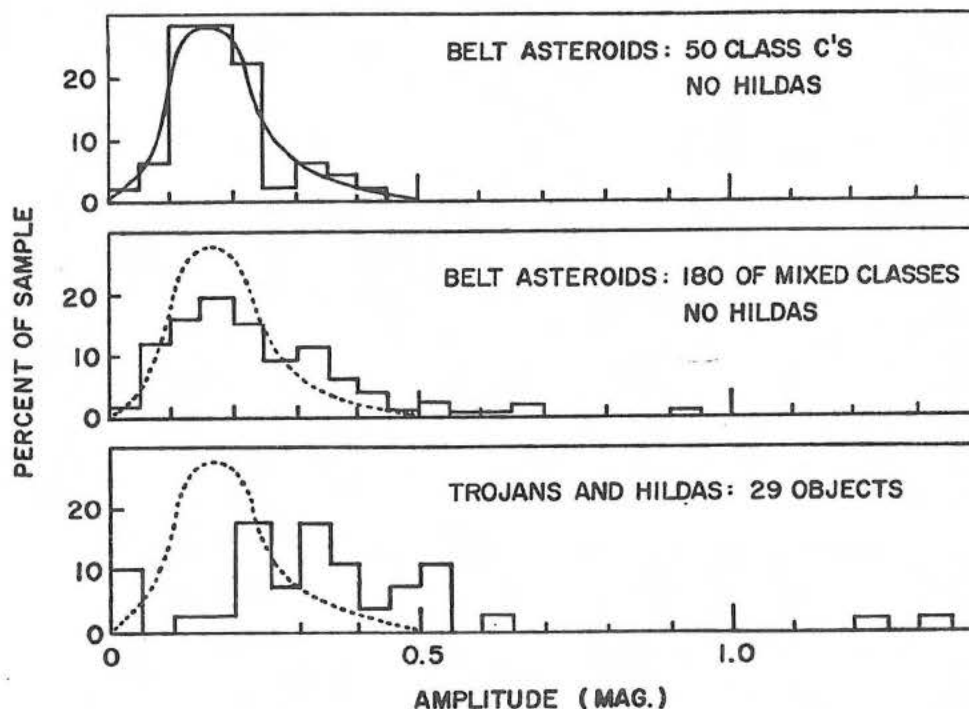 BELT ASTEROIDS: 50 CLASS C'S
NO HILDAS
20
10
0
BELT ASTEROIDS: 180 OF MIXED CLASSES
NO HILDAS
20
10
0
TROJANS AND HILDAS: 29 OBJECTS
20
10
0
0
0.5
1.0
PERCENT OF SAMPLE
AMPLITUDE (MAG.)